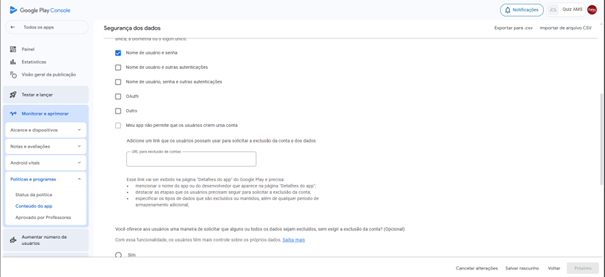 Google Play Console
Notificações
Quiz AMS
Todos os apps
Segurança dos dados
Exportar para .csv
Importar de arquivo CSV
Painel
Estatísticas
Visão geral da publicação
Testar e lançar
Monitorar e aprimorar
Alcance e dispositivos
Notas e avaliações
Android vitals
Políticas e programas
Status da política
Conteúdo do app
Aprovado por Professores
Aumentar número de
usuários
Nome de usuário e senha
Nome de usuário e outras autenticações
Nome de usuário, senha e outras autenticações
OAuth
Outro
Meu app não permite que os usuários criem uma conta
Adicione um link que os usuários possam usar para solicitar a exclusão da conta e dos dados
URL para exclusão de contas
Esse link vai ser exibido na página "Detalhes do app" do Google Play e precisa:
• mencionar o nome do app ou do desenvolvedor que aparece na página "Detalhes do app";
• destacar as etapas que os usuários precisam seguir para solicitar a exclusão da conta;
• especificar os tipos de dados que são excluídos ou mantidos, além de qualquer período de
armazenamento adicional.
Você oferece aos usuários uma maneira de solicitar que alguns ou todos os dados sejam excluídos, sem exigir a exclusão da conta? (Opcional)
Com essa funcionalidade, os usuários têm mais controle sobre os próprios dados. Saiba mais
Sim
Cancelar alterações
Salvar rascunho
Voltar
Próximo